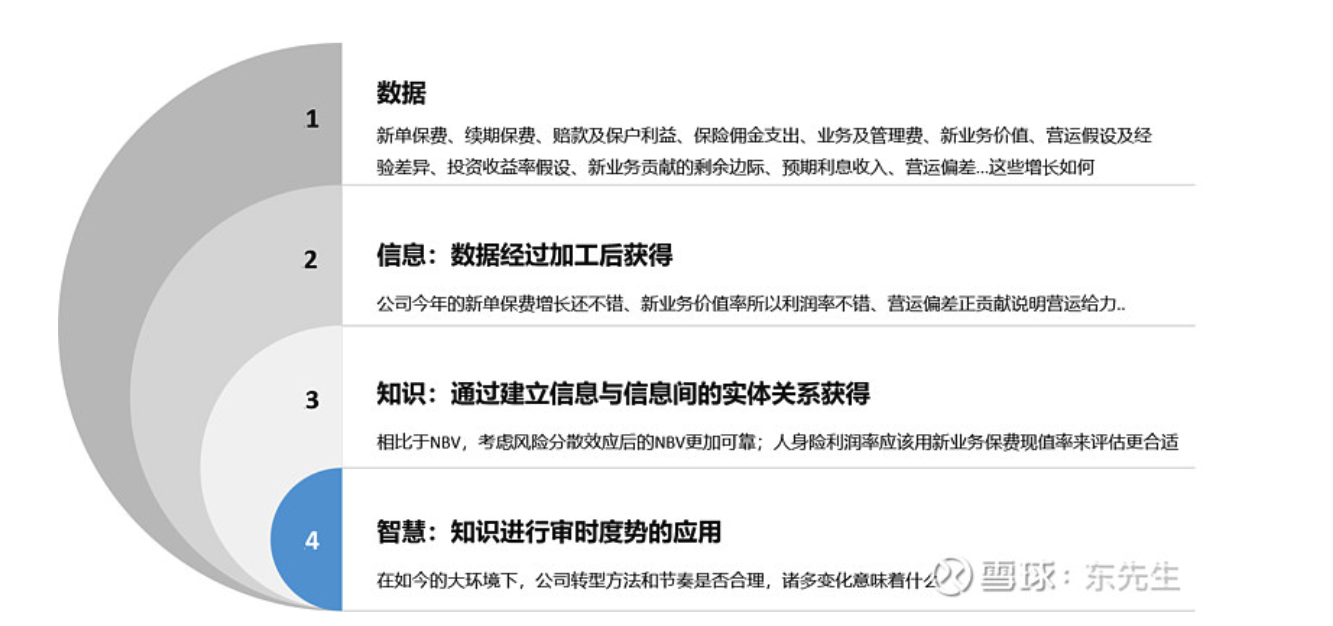 1
数据
新单保费、续期保费、赔款及保户利益、保险佣金支出、业务及管理费、新业务价值、营运假设及经
验差异、投资收益率假设、新业务贡献的剩余边际、预期利息收入、营运偏差...这些增长如何
2
信息：数据经过加工后获得
公司今年的新单保费增长还不错、新业务价值率所以利润率不错、营运偏差正贡献说明营运给力..
3
知识：通过建立信息与信息间的实体关系获得
相比于NBV，考虑风险分散效应后的NBV更加可靠；人身险利润率应该用新业务保费现值率来评估更合适
4
智慧：知识进行审时度势的应用
在如今的大环境下，公司转型方法和节奏是否合理，诸多变化意味着什么
雪球：东先生